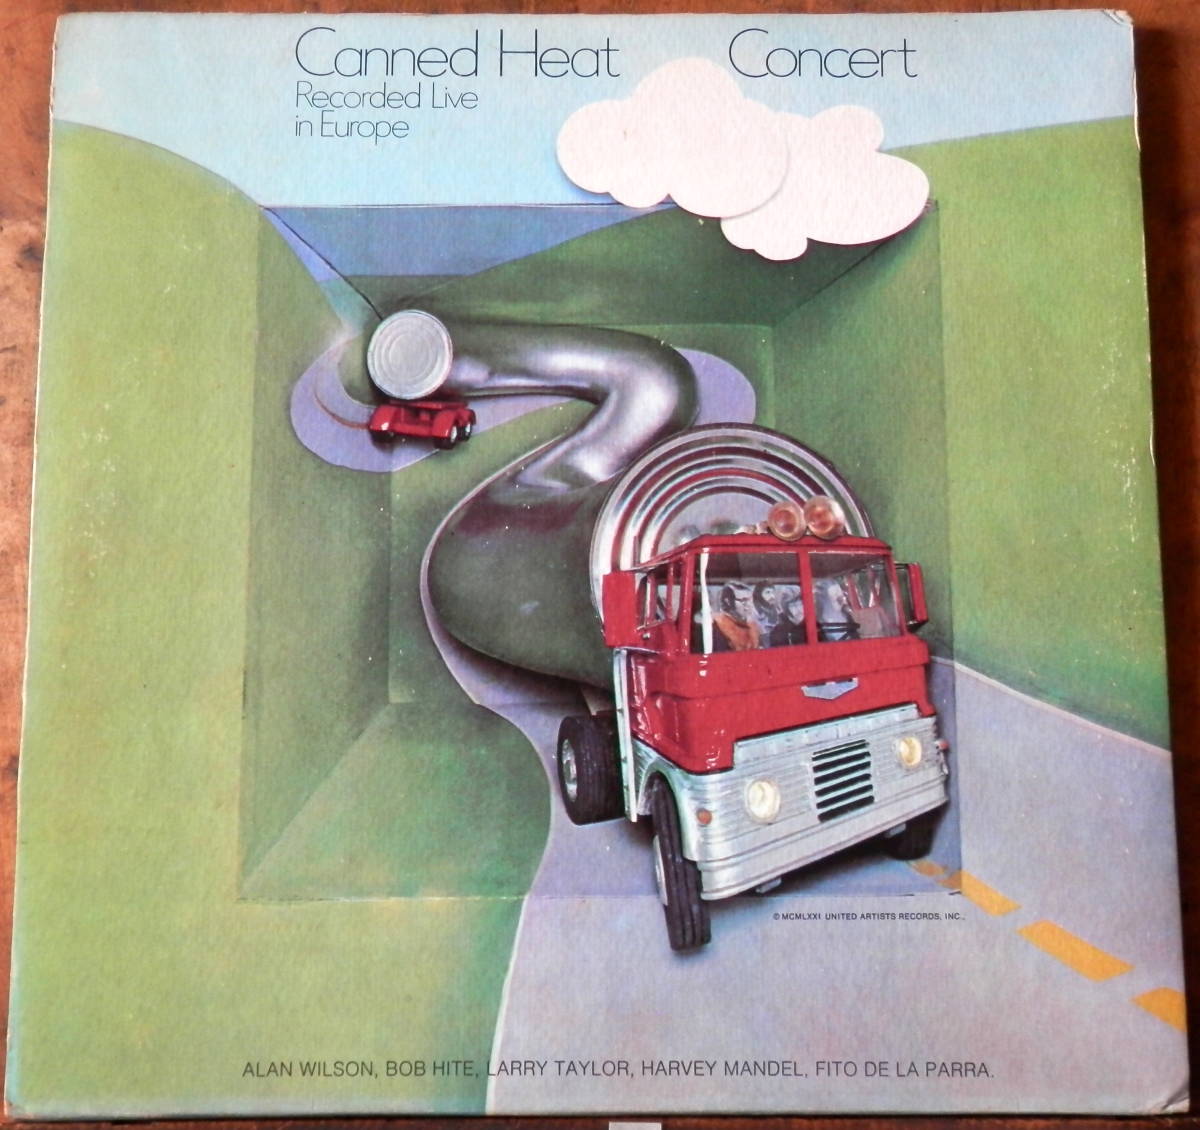 Canned Heat Concert
Recorded Live
in Europe
© MCMLXXI UNITED ARTISTS RECORDS, INC.,
ALAN WILSON, BOB HITE, LARRY TAYLOR, HARVEY MANDEL, FITO DE LA PARRA.